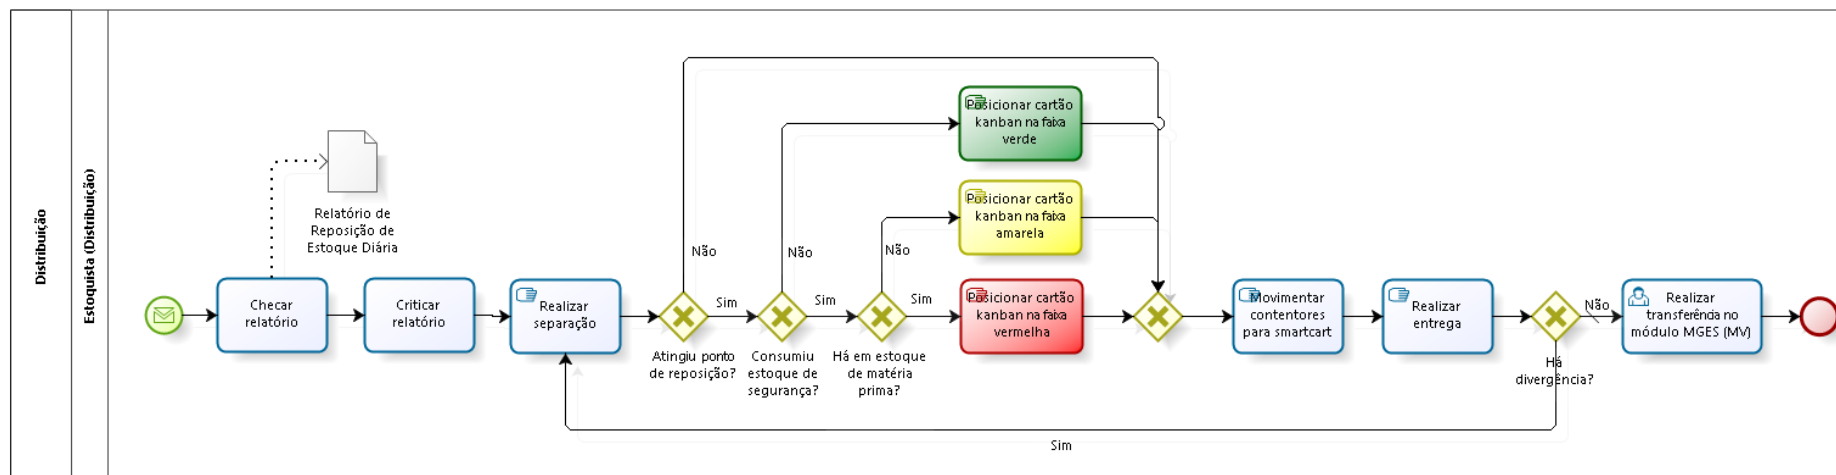 Distribuição
Estoquista (Distribuição)
Relatório de
Reposição de
Estoque Diária
Checar
relatório
Criticar
relatório
Realizar
separação
Atingiu ponto
de reposição?
Não
Sim
Consumiu
estoque de
segurança?
Não
Sim
Há em estoque
de matéria
prima?
Não
Sim
Posicionar cartão
kanban na faixa
verde
Posicionar cartão
kanban na faixa
amarela
Posicionar cartão
kanban na faixa
vermelha
Movimentar
contentores
para smartcart
Realizar
entrega
Há
divergência?
Não
Sim
Realizar
transferência no
módulo MGES (MV)